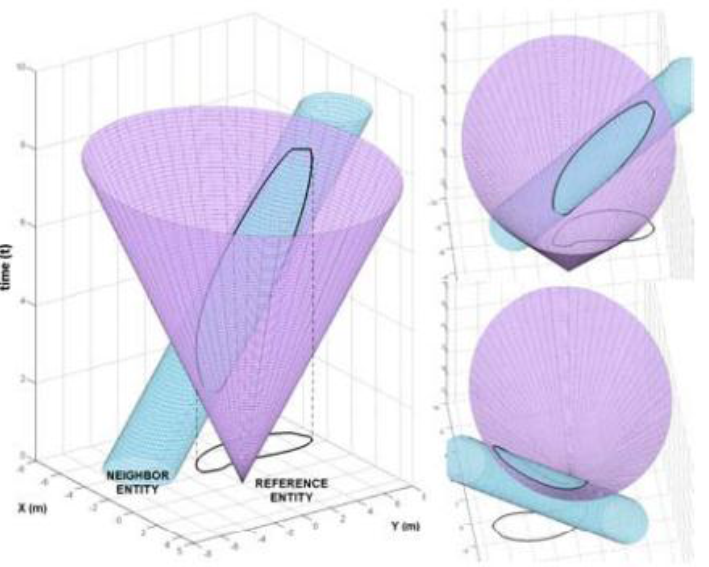 10
8
6
4
2
0
time (t)
NEIGHBOR
ENTITY
REFERENCE
ENTITY
X (m)
Y (m)